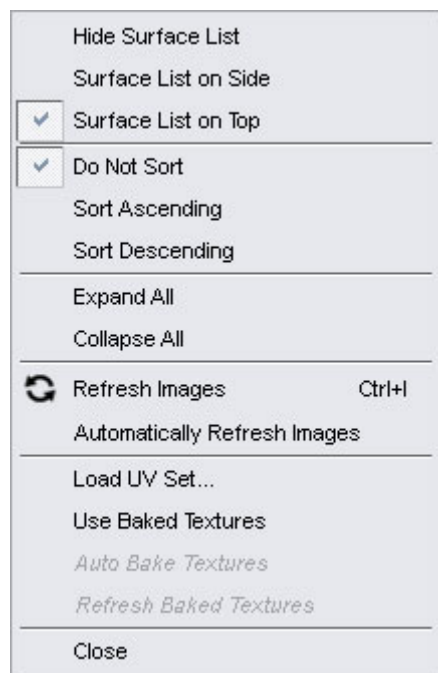 Hide Surface List
Surface List on Side
Surface List on Top
Do Not Sort
Sort Ascending
Sort Descending
Expand All
Collapse All
Refresh Images Ctrl+I
Automatically Refresh Images
Load UV Set...
Use Baked Textures
Auto Bake Textures
Refresh Baked Textures
Close